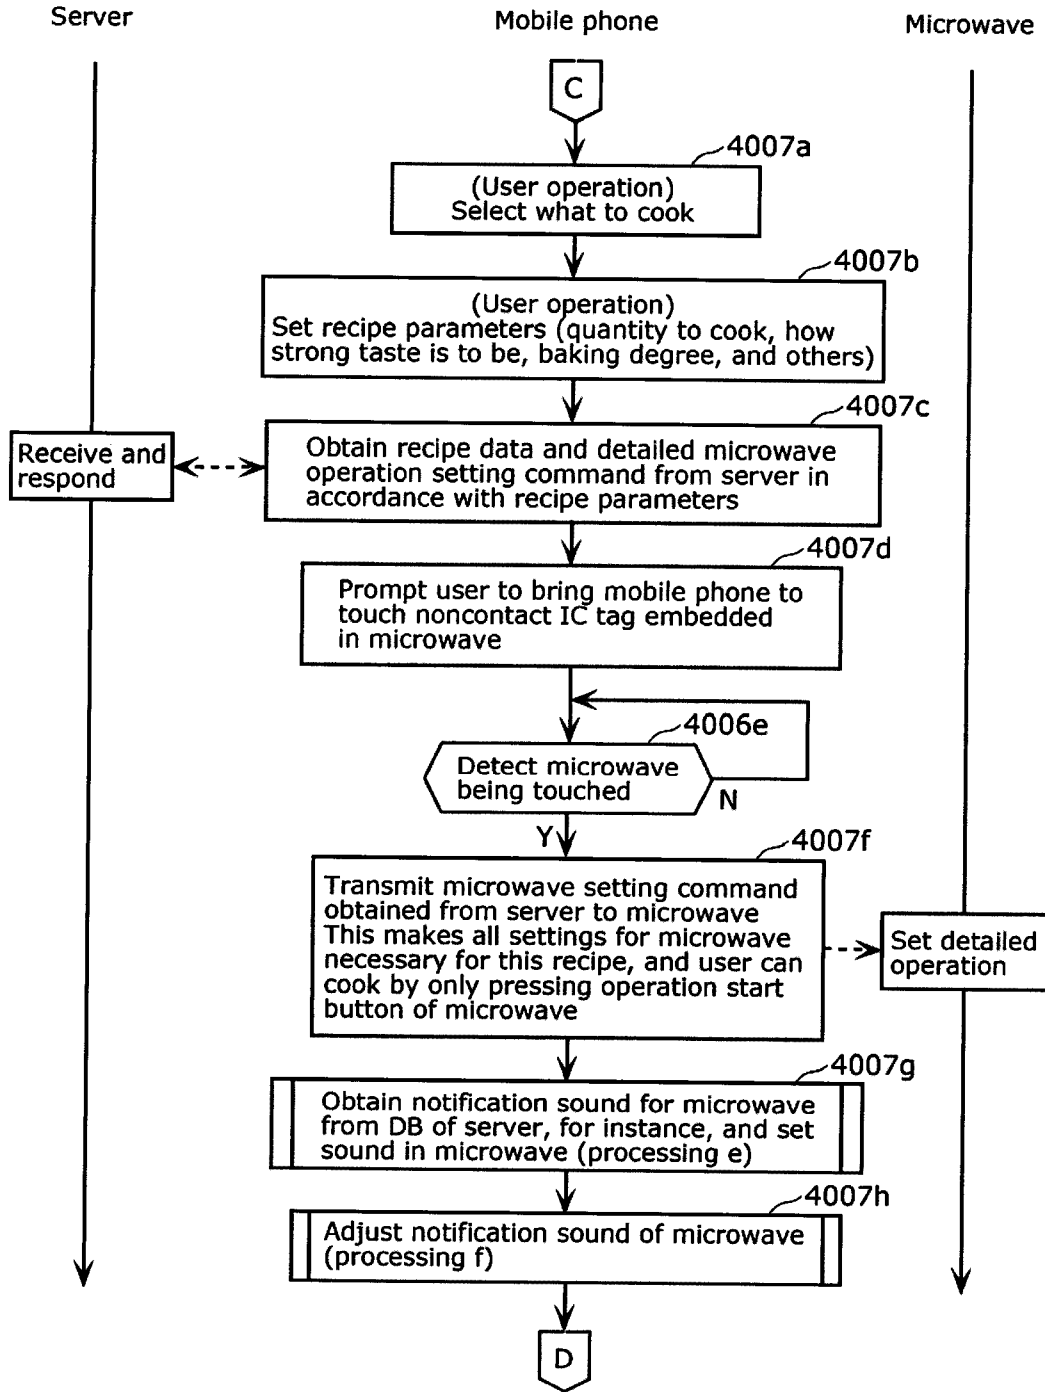 Server
Mobile phone
Microwave
C
4007a
(User operation)
Select what to cook
4007b
(User operation)
Set recipe parameters (quantity to cook, how
strong taste is to be, baking degree, and others)
4007c
Receive and
respond
Obtain recipe data and detailed microwave
operation setting command from server in
accordance with recipe parameters
4007d
Prompt user to bring mobile phone to
touch noncontact IC tag embedded
in microwave
4006e
Detect microwave
being touched
N
Y
4007f
Transmit microwave setting command
obtained from server to microwave
This makes all settings for microwave
necessary for this recipe, and user can
cook by only pressing operation start
button of microwave
Set detailed
operation
4007g
Obtain notification sound for microwave
from DB of server, for instance, and set
sound in microwave (processing e)
4007h
Adjust notification sound of microwave
(processing f)
D